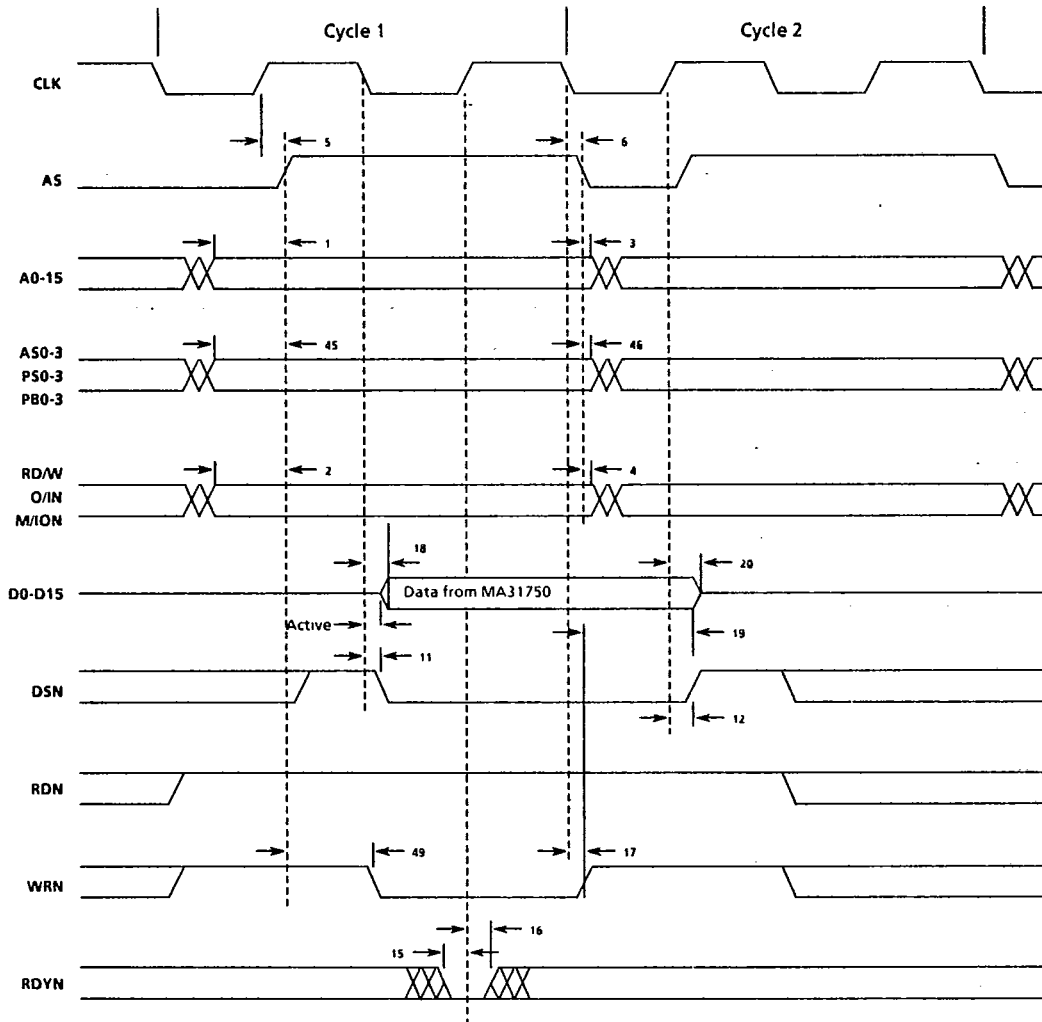 Cycle 1
Cycle 2
CLK
5
6
AS
1
3
A0-15
AS0-3
45
46
PS0-3
PB0-3
RD/W
2
4
O/IN
M/ION
18
20
D0-D15
Data from MA31750
Active
19
11
DSN
12
RDN
49
17
WRN
16
15
RDYN